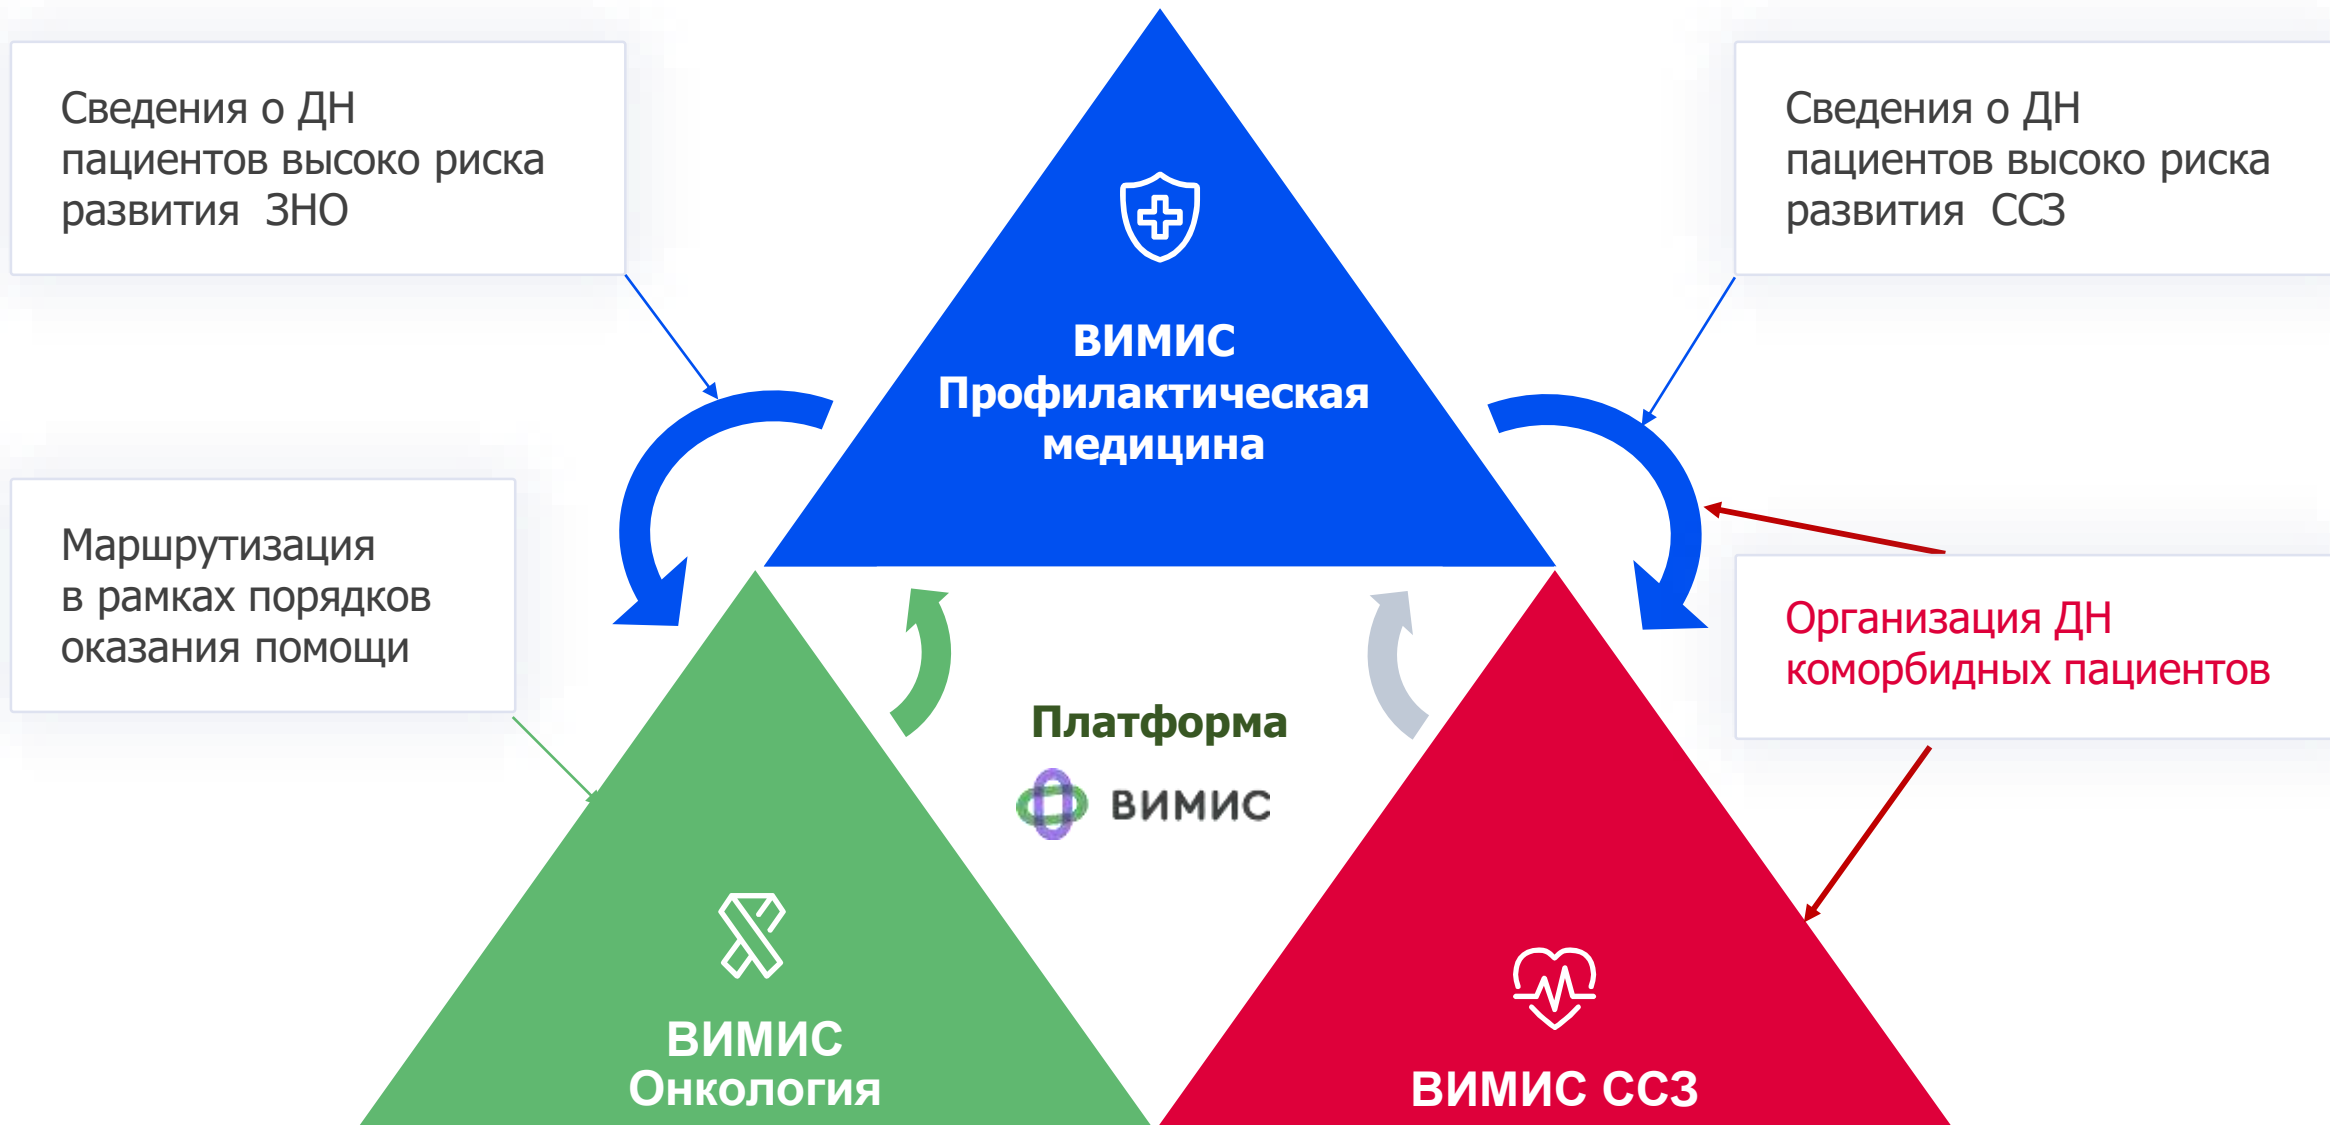 Сведения о ДН
пациентов высоко риска
развития ЗНО
Сведения о ДН
пациентов высоко риска
развития ССЗ
ВИМИС
Профилактическая
медицина
Маршрутизация
в рамках порядков
оказания помощи
Организация ДН
коморбидных пациентов
Платформа
ВИМИС
ВИМИС
Онкология
ВИМИС ССЗ